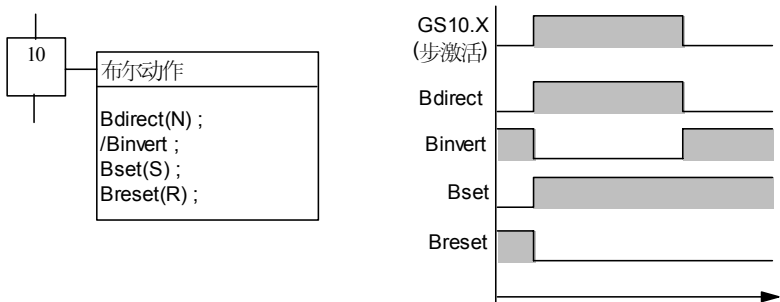 10
布尔动作
Bdirect(N) ;
/Binvert ;
Bset(S) ;
Breset(R) ;
GS10.X
(步激活)
Bdirect
Binvert
Bset
Breset